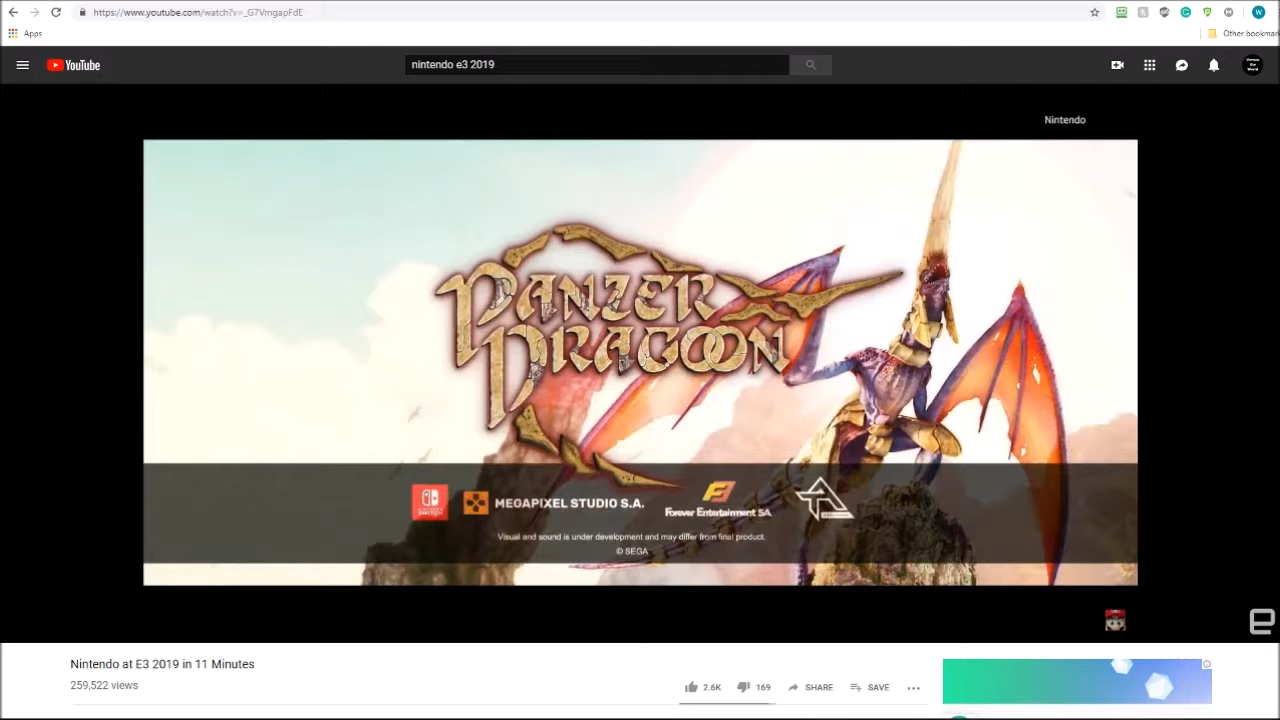 https://www.youtube.com/watch?v=_G7VmgapFdE
Apps
Other bookmar
YouTube
nintendo e3 2019
Nintendo
PANZER
DRAGOON
MEGAPIXEL STUDIO S.A.
Forever Entertainment SA
Visual and sound is under development and may differ from final product.
© SEGA
Nintendo at E3 2019 in 11 Minutes
259,522 views
2.6K
169
SHARE
SAVE